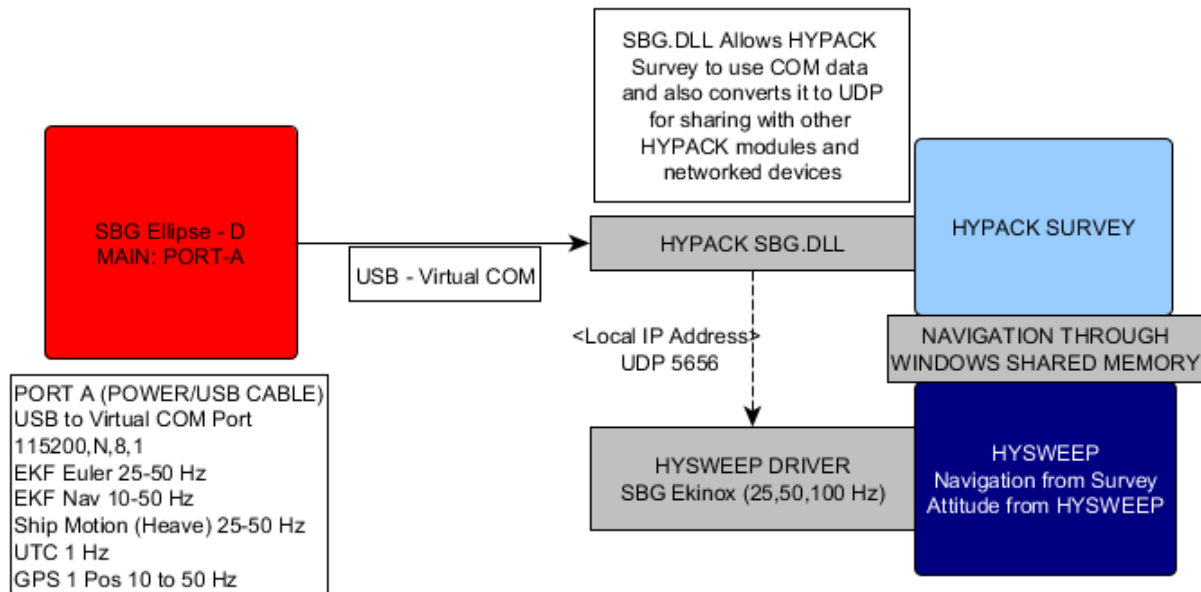 SBG.DLL Allows HYPACK
Survey to use COM data
and also converts it to UDP
for sharing with other
HYPACK modules and
networked devices
SBG Ellipse - D
MAIN: PORT-A
USB - Virtual COM
HYPACK SBG.DLL
HYPACK SURVEY
<Local IP Address>
UDP 5656
NAVIGATION THROUGH
WINDOWS SHARED MEMORY
PORT A (POWER/USB CABLE)
USB to Virtual COM Port
115200,N,8,1
EKF Euler 25-50 Hz
EKF Nav 10-50 Hz
Ship Motion (Heave) 25-50 Hz
UTC 1 Hz
GPS 1 Pos 10 to 50 Hz
HYSWEEP DRIVER
SBG Ekinox (25,50,100 Hz)
HYSWEEP
Navigation from Survey
Attitude from HYSWEEP